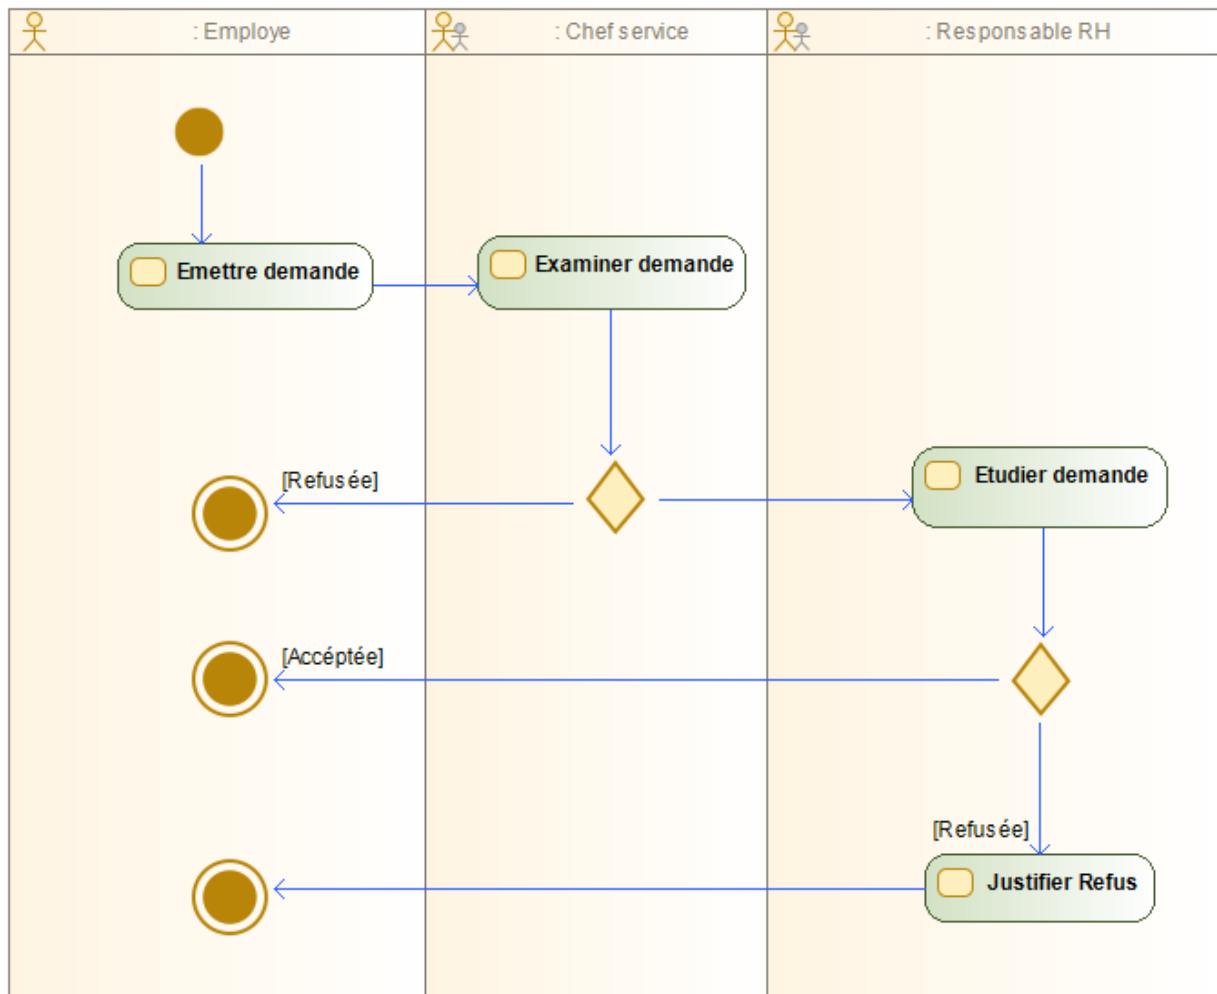 : Employe
: Chef service
: Responsable RH
Emettre demande
Examiner demande
[Refusée]
Etudier demande
[Accéptée]
[Refusée]
Justifier Refus